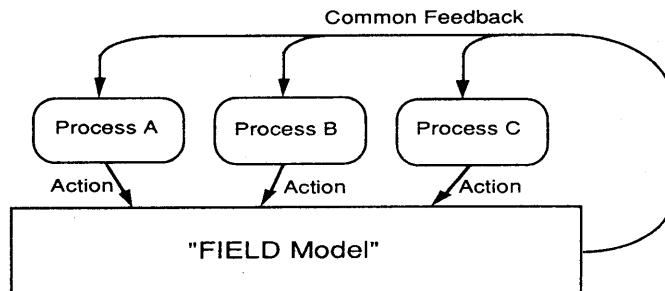 Common Feedback
Process A
Process B
Process C
Action
Action
Action
"FIELD Model"